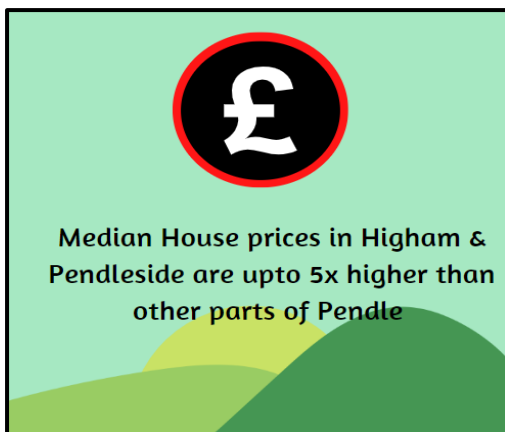 £
Median House prices in Higham &
Pendleside are upto 5x higher than
other parts of Pendle